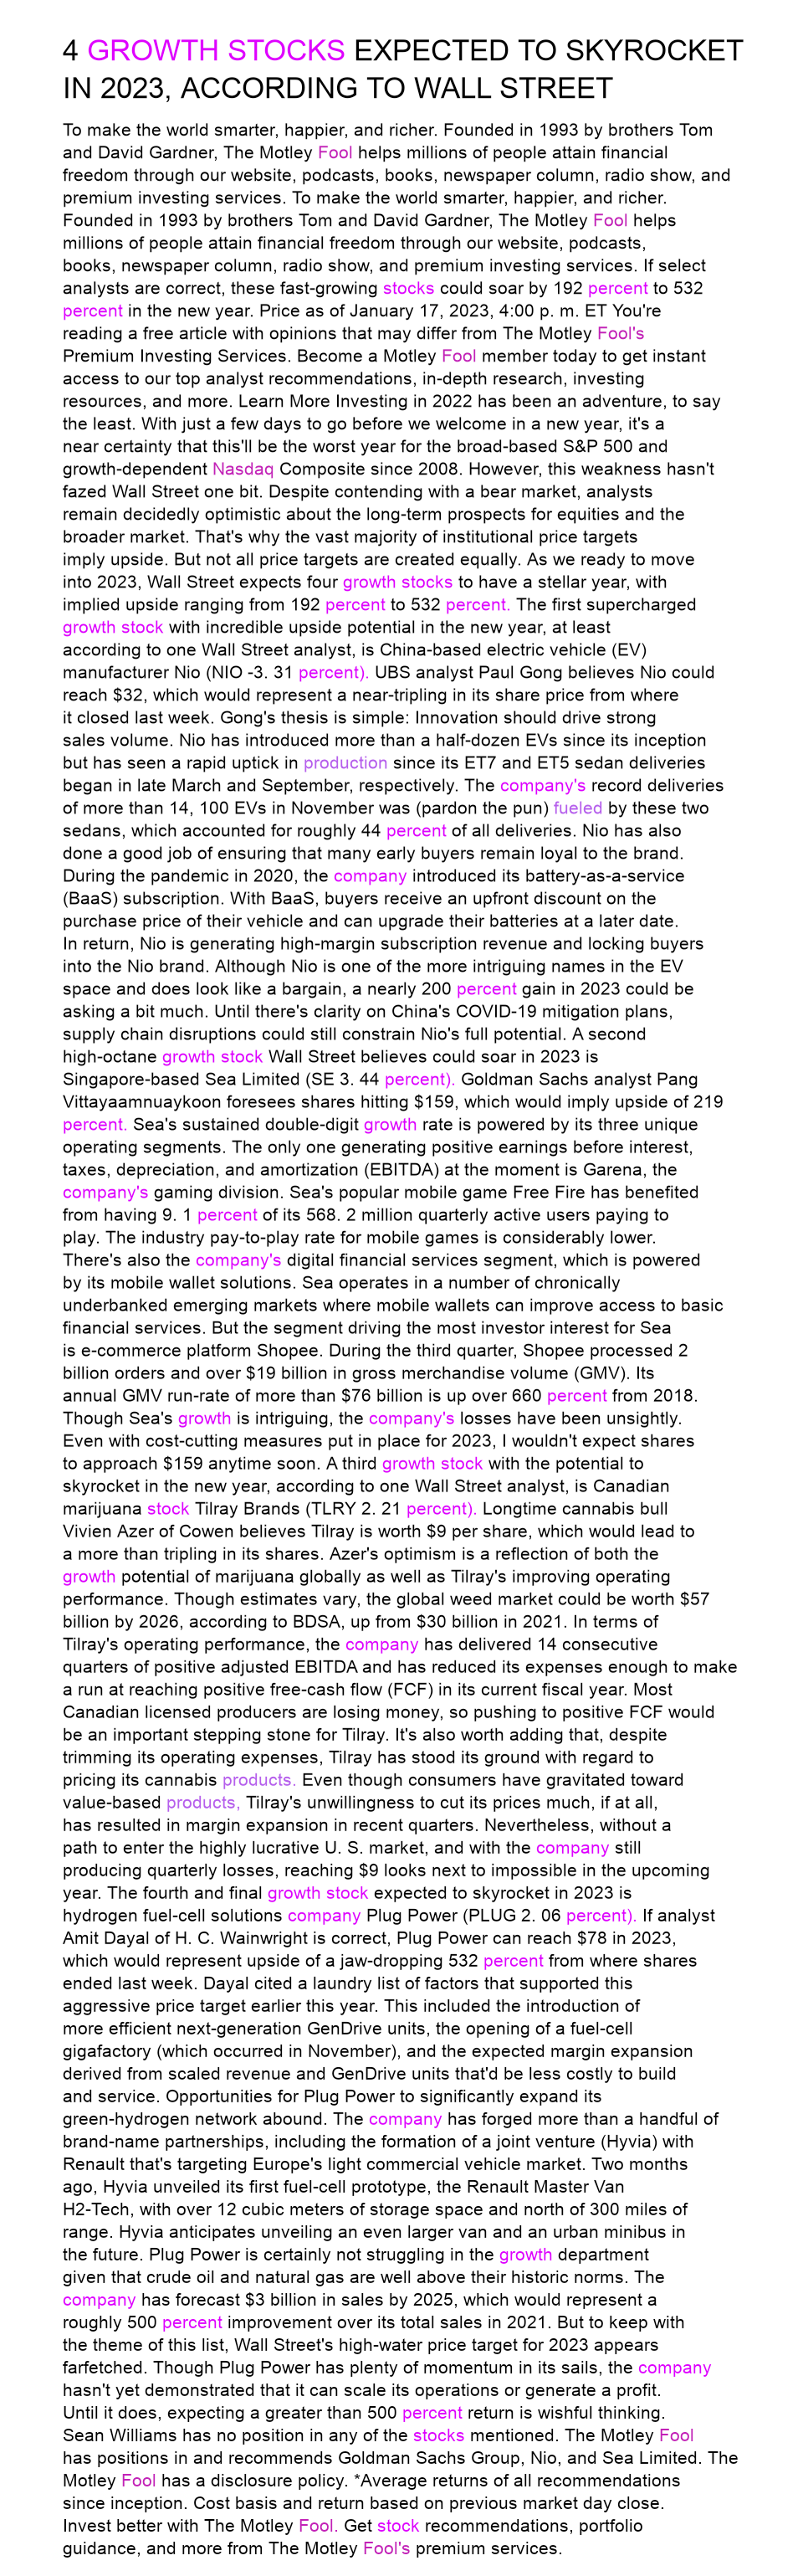 4 GROWTH STOCKS EXPECTED TO SKYROCKET
IN 2023, ACCORDING TO WALL STREET
To make the world smarter, happier, and richer. Founded in 1993 by brothers Tom
and David Gardner, The Motley Fool helps millions of people attain financial
freedom through our website, podcasts, books, newspaper column, radio show, and
premium investing services. To make the world smarter, happier, and richer.
Founded in 1993 by brothers Tom and David Gardner, The Motley Fool helps
millions of people attain financial freedom through our website, podcasts,
books, newspaper column, radio show, and premium investing services. If select
analysts are correct, these fast-growing stocks could soar by 192 percent to 532
percent in the new year. Price as of January 17, 2023, 4:00 p. m. ET You're
reading a free article with opinions that may differ from The Motley Fool's
Premium Investing Services. Become a Motley Fool member today to get instant
access to our top analyst recommendations, in-depth research, investing
resources, and more. Learn More Investing in 2022 has been an adventure, to say
the least. With just a few days to go before we welcome in a new year, it's a
near certainty that this'll be the worst year for the broad-based S&P 500 and
growth-dependent Nasdaq Composite since 2008. However, this weakness hasn't
fazed Wall Street one bit. Despite contending with a bear market, analysts
remain decidedly optimistic about the long-term prospects for equities and the
broader market. That's why the vast majority of institutional price targets
imply upside. But not all price targets are created equally. As we ready to move
into 2023, Wall Street expects four growth stocks to have a stellar year, with
implied upside ranging from 192 percent to 532 percent. The first supercharged
growth stock with incredible upside potential in the new year, at least
according to one Wall Street analyst, is China-based electric vehicle (EV)
manufacturer Nio (NIO -3. 31 percent). UBS analyst Paul Gong believes Nio could
reach $32, which would represent a near-tripling in its share price from where
it closed last week. Gong's thesis is simple: Innovation should drive strong
sales volume. Nio has introduced more than a half-dozen EVs since its inception
but has seen a rapid uptick in production since its ET7 and ET5 sedan deliveries
began in late March and September, respectively. The company's record deliveries
of more than 14, 100 EVs in November was (pardon the pun) fueled by these two
sedans, which accounted for roughly 44 percent of all deliveries. Nio has also
done a good job of ensuring that many early buyers remain loyal to the brand.
During the pandemic in 2020, the company introduced its battery-as-a-service
(BaaS) subscription. With BaaS, buyers receive an upfront discount on the
purchase price of their vehicle and can upgrade their batteries at a later date.
In return, Nio is generating high-margin subscription revenue and locking buyers
into the Nio brand. Although Nio is one of the more intriguing names in the EV
space and does look like a bargain, a nearly 200 percent gain in 2023 could be
asking a bit much. Until there's clarity on China's COVID-19 mitigation plans,
supply chain disruptions could still constrain Nio's full potential. A second
high-octane growth stock Wall Street believes could soar in 2023 is
Singapore-based Sea Limited (SE 3. 44 percent). Goldman Sachs analyst Pang
Vittayaamnuaykoon foresees shares hitting $159, which would imply upside of 219
percent. Sea's sustained double-digit growth rate is powered by its three unique
operating segments. The only one generating positive earnings before interest,
taxes, depreciation, and amortization (EBITDA) at the moment is Garena, the
company's gaming division. Sea's popular mobile game Free Fire has benefited
from having 9. 1 percent of its 568. 2 million quarterly active users paying to
play. The industry pay-to-play rate for mobile games is considerably lower.
There's also the company's digital financial services segment, which is powered
by its mobile wallet solutions. Sea operates in a number of chronically
underbanked emerging markets where mobile wallets can improve access to basic
financial services. But the segment driving the most investor interest for Sea
is e-commerce platform Shopee. During the third quarter, Shopee processed 2
billion orders and over $19 billion in gross merchandise volume (GMV). Its
annual GMV run-rate of more than $76 billion is up over 660 percent from 2018.
Though Sea's growth is intriguing, the company's losses have been unsightly.
Even with cost-cutting measures put in place for 2023, I wouldn't expect shares
to approach $159 anytime soon. A third growth stock with the potential to
skyrocket in the new year, according to one Wall Street analyst, is Canadian
marijuana stock Tilray Brands (TLRY 2. 21 percent). Longtime cannabis bull
Vivien Azer of Cowen believes Tilray is worth $9 per share, which would lead to
a more than tripling in its shares. Azer's optimism is a reflection of both the
growth potential of marijuana globally as well as Tilray's improving operating
performance. Though estimates vary, the global weed market could be worth $57
billion by 2026, according to BDSA, up from $30 billion in 2021. In terms of
Tilray's operating performance, the company has delivered 14 consecutive
quarters of positive adjusted EBITDA and has reduced its expenses enough to make
a run at reaching positive free-cash flow (FCF) in its current fiscal year. Most
Canadian licensed producers are losing money, so pushing to positive FCF would
be an important stepping stone for Tilray. It's also worth adding that, despite
trimming its operating expenses, Tilray has stood its ground with regard to
pricing its cannabis products. Even though consumers have gravitated toward
value-based products, Tilray's unwillingness to cut its prices much, if at all,
has resulted in margin expansion in recent quarters. Nevertheless, without a
path to enter the highly lucrative U. S. market, and with the company still
producing quarterly losses, reaching $9 looks next to impossible in the upcoming
year. The fourth and final growth stock expected to skyrocket in 2023 is
hydrogen fuel-cell solutions company Plug Power (PLUG 2. 06 percent). If analyst
Amit Dayal of H. C. Wainwright is correct, Plug Power can reach $78 in 2023,
which would represent upside of a jaw-dropping 532 percent from where shares
ended last week. Dayal cited a laundry list of factors that supported this
aggressive price target earlier this year. This included the introduction of
more efficient next-generation GenDrive units, the opening of a fuel-cell
gigafactory (which occurred in November), and the expected margin expansion
derived from scaled revenue and GenDrive units that'd be less costly to build
and service. Opportunities for Plug Power to significantly expand its
green-hydrogen network abound. The company has forged more than a handful of
brand-name partnerships, including the formation of a joint venture (Hyvia) with
Renault that's targeting Europe's light commercial vehicle market. Two months
ago, Hyvia unveiled its first fuel-cell prototype, the Renault Master Van
H2-Tech, with over 12 cubic meters of storage space and north of 300 miles of
range. Hyvia anticipates unveiling an even larger van and an urban minibus in
the future. Plug Power is certainly not struggling in the growth department
given that crude oil and natural gas are well above their historic norms. The
company has forecast $3 billion in sales by 2025, which would represent a
roughly 500 percent improvement over its total sales in 2021. But to keep with
the theme of this list, Wall Street's high-water price target for 2023 appears
farfetched. Though Plug Power has plenty of momentum in its sails, the company
hasn't yet demonstrated that it can scale its operations or generate a profit.
Until it does, expecting a greater than 500 percent return is wishful thinking.
Sean Williams has no position in any of the stocks mentioned. The Motley Fool
has positions in and recommends Goldman Sachs Group, Nio, and Sea Limited. The
Motley Fool has a disclosure policy. *Average returns of all recommendations
since inception. Cost basis and return based on previous market day close.
Invest better with The Motley Fool. Get stock recommendations, portfolio
guidance, and more from The Motley Fool's premium services.